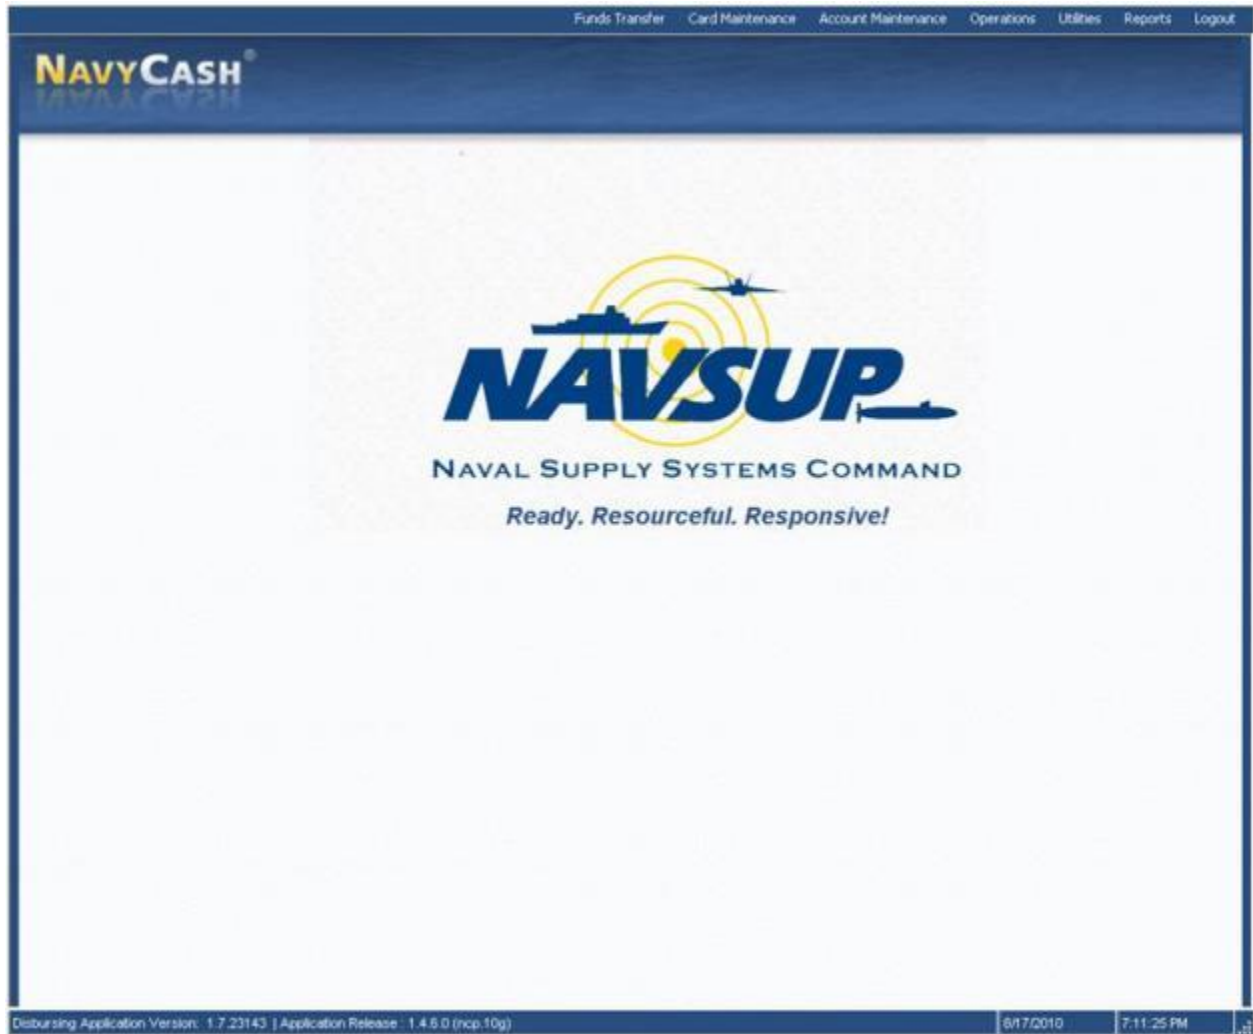 Funds Transfer Card Maintenance Account Maintenance Operations Utilities Reports Logout
NAVYCASH®
NAVSUP
NAVAL SUPPLY SYSTEMS COMMAND
Ready. Resourceful. Responsive!
Disbursing Application Version: 1.7.23143 | Application Release : 1.4.6.0 (ncp.10g) 8/17/2010 7:11:25 PM